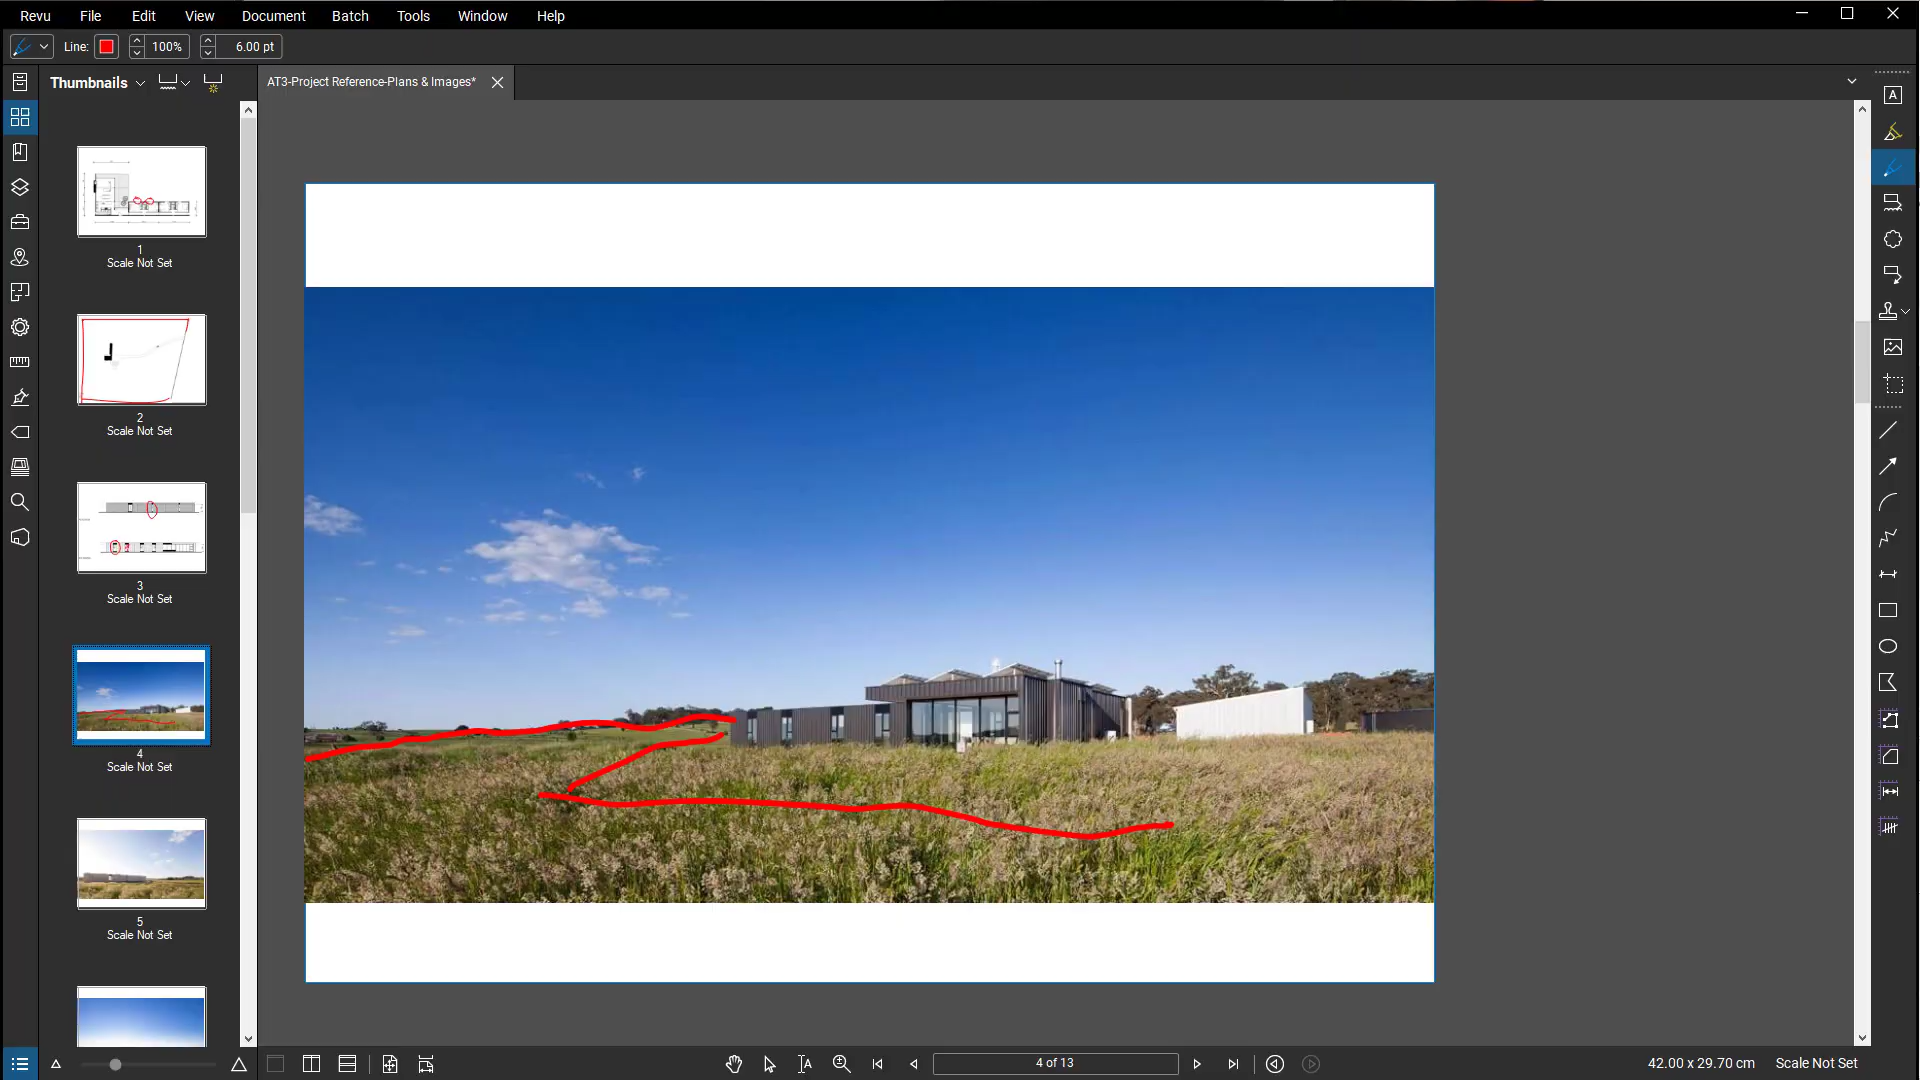 Revu File Edit View Document Batch Tools Window Help
Line: 100% 6.00 pt
Thumbnails
AT3-Project Reference-Plans & Images*
1
Scale Not Set
2
Scale Not Set
3
Scale Not Set
4
Scale Not Set
5
Scale Not Set
4 of 13
42.00 x 29.70 cm Scale Not Set